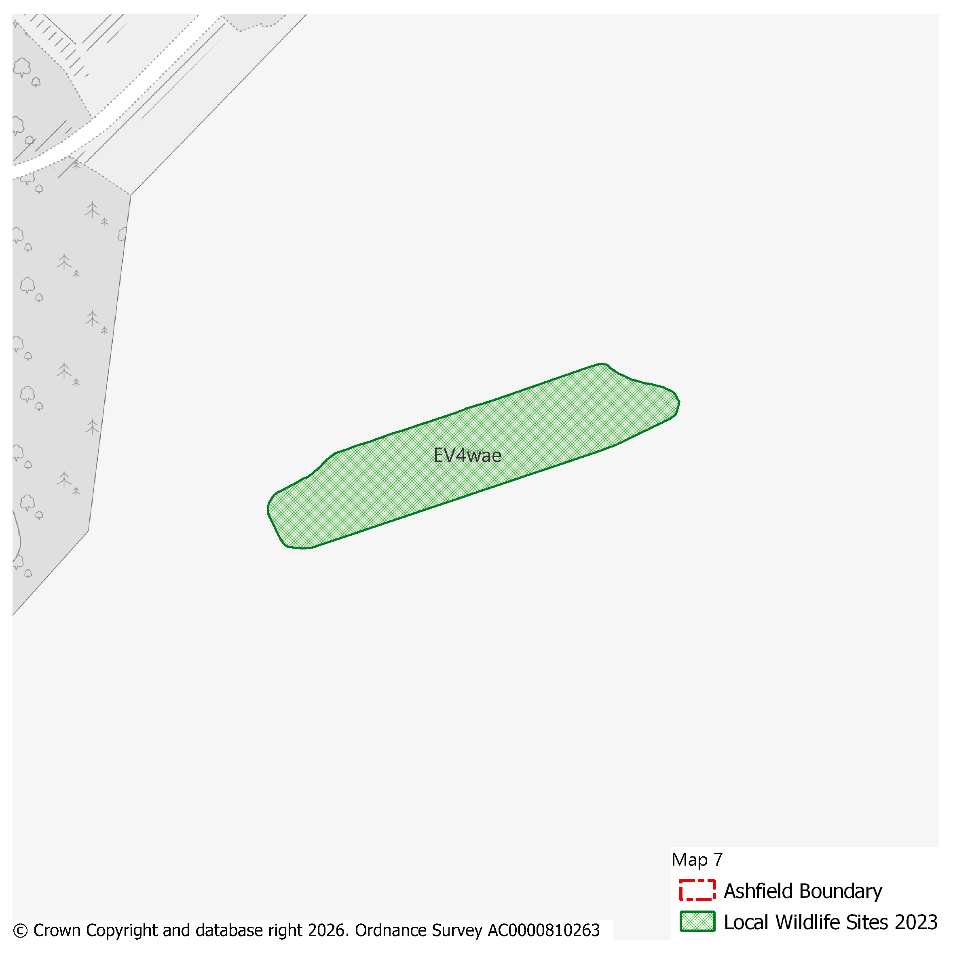 EV4wae
Map 7
Ashfield Boundary
Local Wildlife Sites 2023
© Crown Copyright and database right 2026. Ordnance Survey AC0000810263